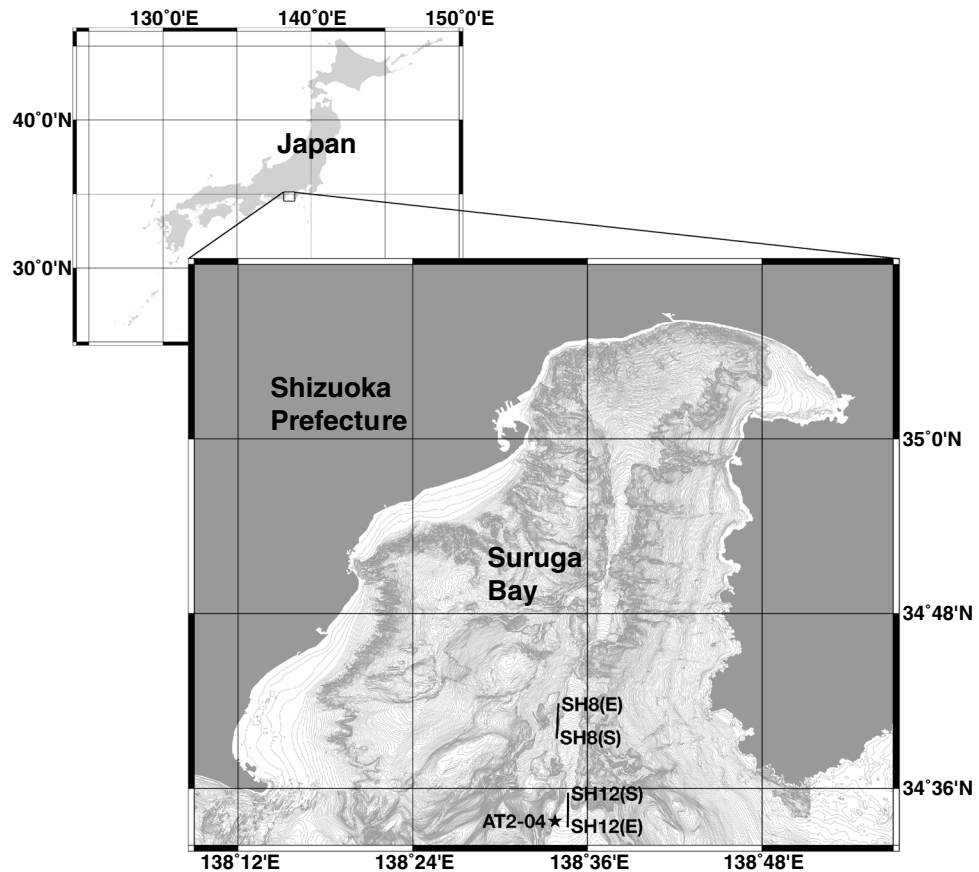 130˚0'E 140˚0'E 150˚0'E
40˚0'N
Japan
30˚0'N
Shizuoka
Prefecture
35˚0'N
Suruga
Bay
34˚48'N
SH8(E)
SH8(S)
34˚36'N
SH12(S)
AT2-04
SH12(E)
138˚12'E 138˚24'E 138˚36'E 138˚48'E